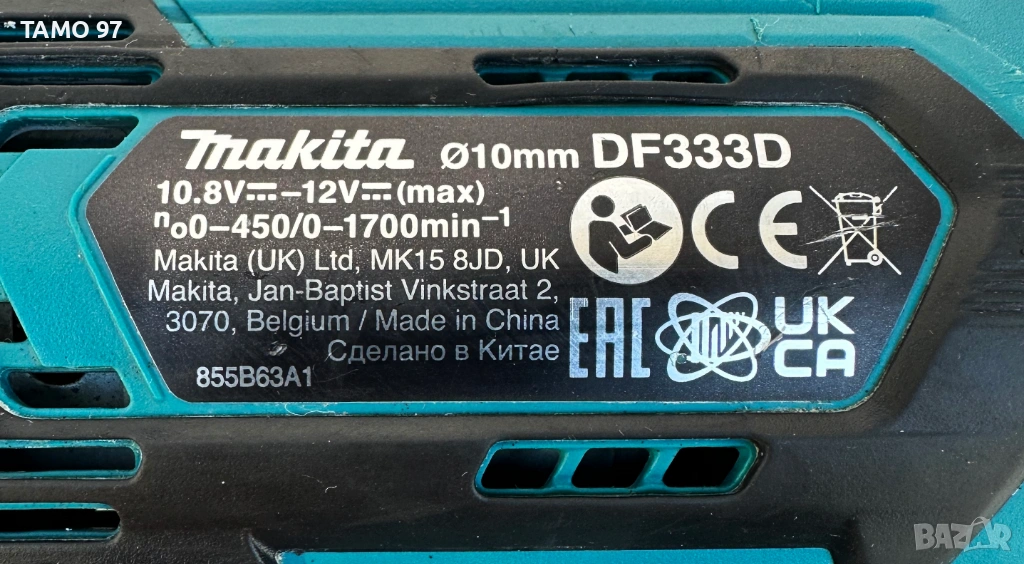 TAMO 97
makita Ø10mm DF333D
10.8V⎓–12V⎓(max)
n₀0–450/0–1700min⁻¹
Makita (UK) Ltd, MK15 8JD, UK
Makita, Jan-Baptist Vinkstraat 2,
3070, Belgium / Made in China
Сделано в Китае
855B63A1
CE
EAC
UK
CA
BAZAR